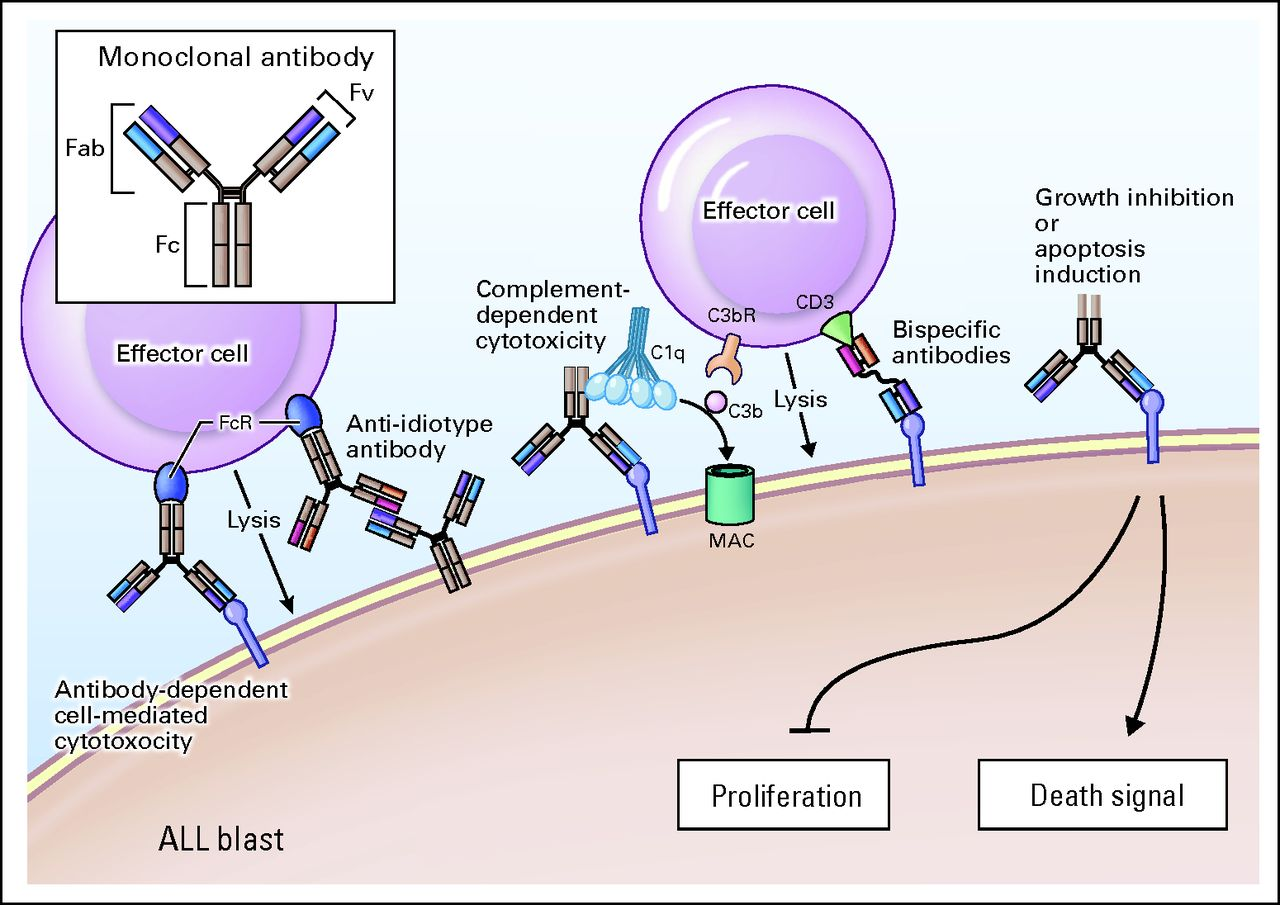 Monoclonal antibody
Fv
Fab
Fc
Effector cell
FcR
Anti-idiotype
antibody
Lysis
Antibody-dependent
cell-mediated
cytotoxocity
Complement-
dependent
cytotoxicity
C1q
Effector cell
C3bR
CD3
C3b
Lysis
MAC
Bispecific
antibodies
Growth inhibition
or
apoptosis
induction
Proliferation
Death signal
ALL blast